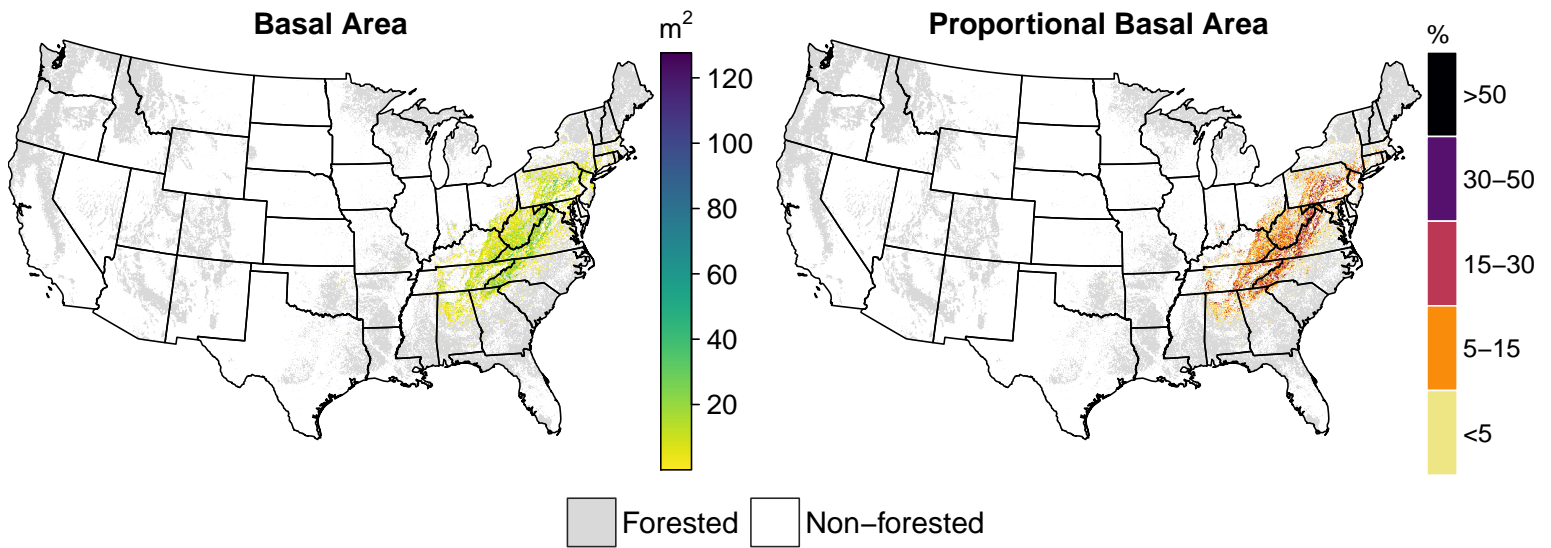 Basal Area
m²
120
100
80
60
40
20
Proportional Basal Area
%
>50
30−50
15−30
5−15
<5
Forested
Non−forested